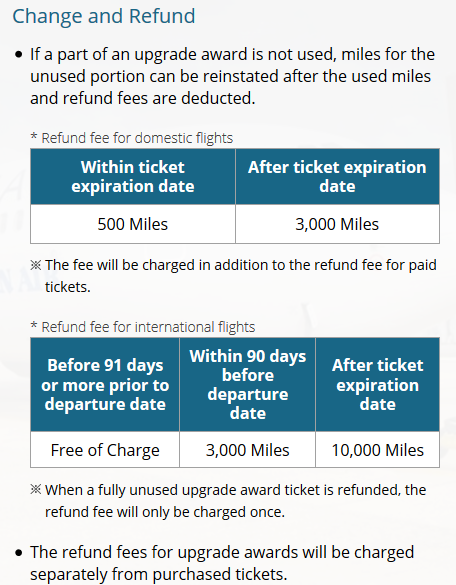 Change and Refund
● If a part of an upgrade award is not used, miles for the
unused portion can be reinstated after the used miles
and refund fees are deducted.
* Refund fee for domestic flights
Within ticket
expiration date
After ticket expiration
date
500 Miles
3,000 Miles
※ The fee will be charged in addition to the refund fee for paid
tickets.
* Refund fee for international flights
Before 91 days
or more prior to
departure date
Within 90 days
before
departure
date
After ticket
expiration
date
Free of Charge
3,000 Miles
10,000 Miles
※ When a fully unused upgrade award ticket is refunded, the
refund fee will only be charged once.
● The refund fees for upgrade awards will be charged
separately from purchased tickets.